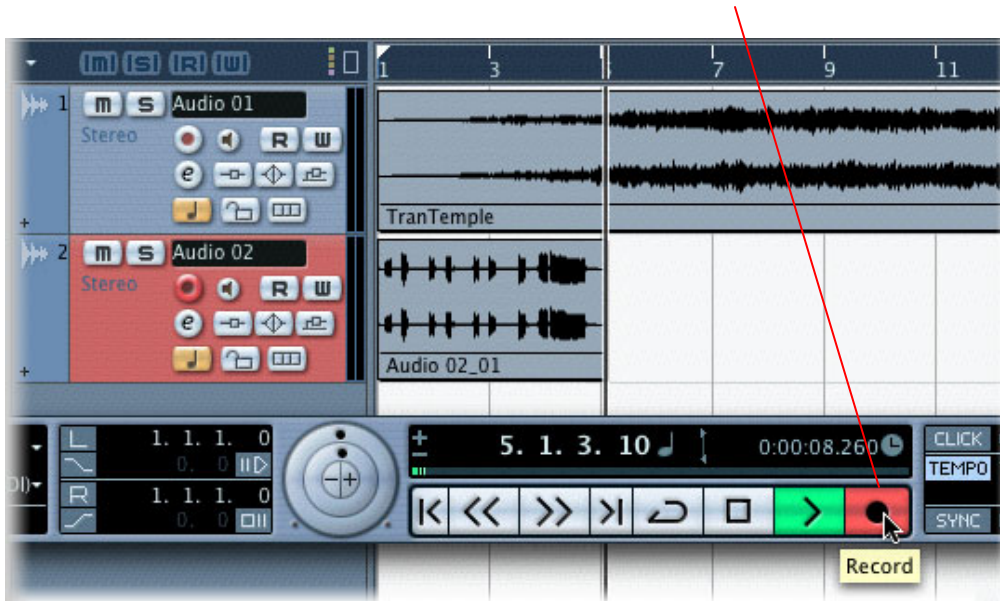 m S R W
1 3 5 7 9 11
1 m S Audio 01
Stereo
R W
e
TranTemple
+
2 m S Audio 02
Stereo
R W
e
Audio 02_01
+
L 1. 1. 1. 0
0. 0
5. 1. 3. 10 0:00:08.260
CLICK
TEMPO
DI)
R 1. 1. 1. 0
0. 0
SYNC
Record